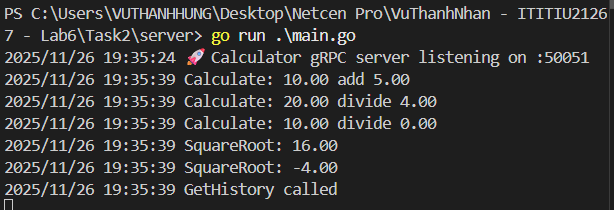 PS C:\Users\VUTHANHHUNG\Desktop\Netcen Pro\VuThanhNhan - ITITIU2126
7 - Lab6\Task2\server> go run .\main.go
2025/11/26 19:35:24 🚀 Calculator gRPC server listening on :50051
2025/11/26 19:35:39 Calculate: 10.00 add 5.00
2025/11/26 19:35:39 Calculate: 20.00 divide 4.00
2025/11/26 19:35:39 Calculate: 10.00 divide 0.00
2025/11/26 19:35:39 SquareRoot: 16.00
2025/11/26 19:35:39 SquareRoot: -4.00
2025/11/26 19:35:39 GetHistory called